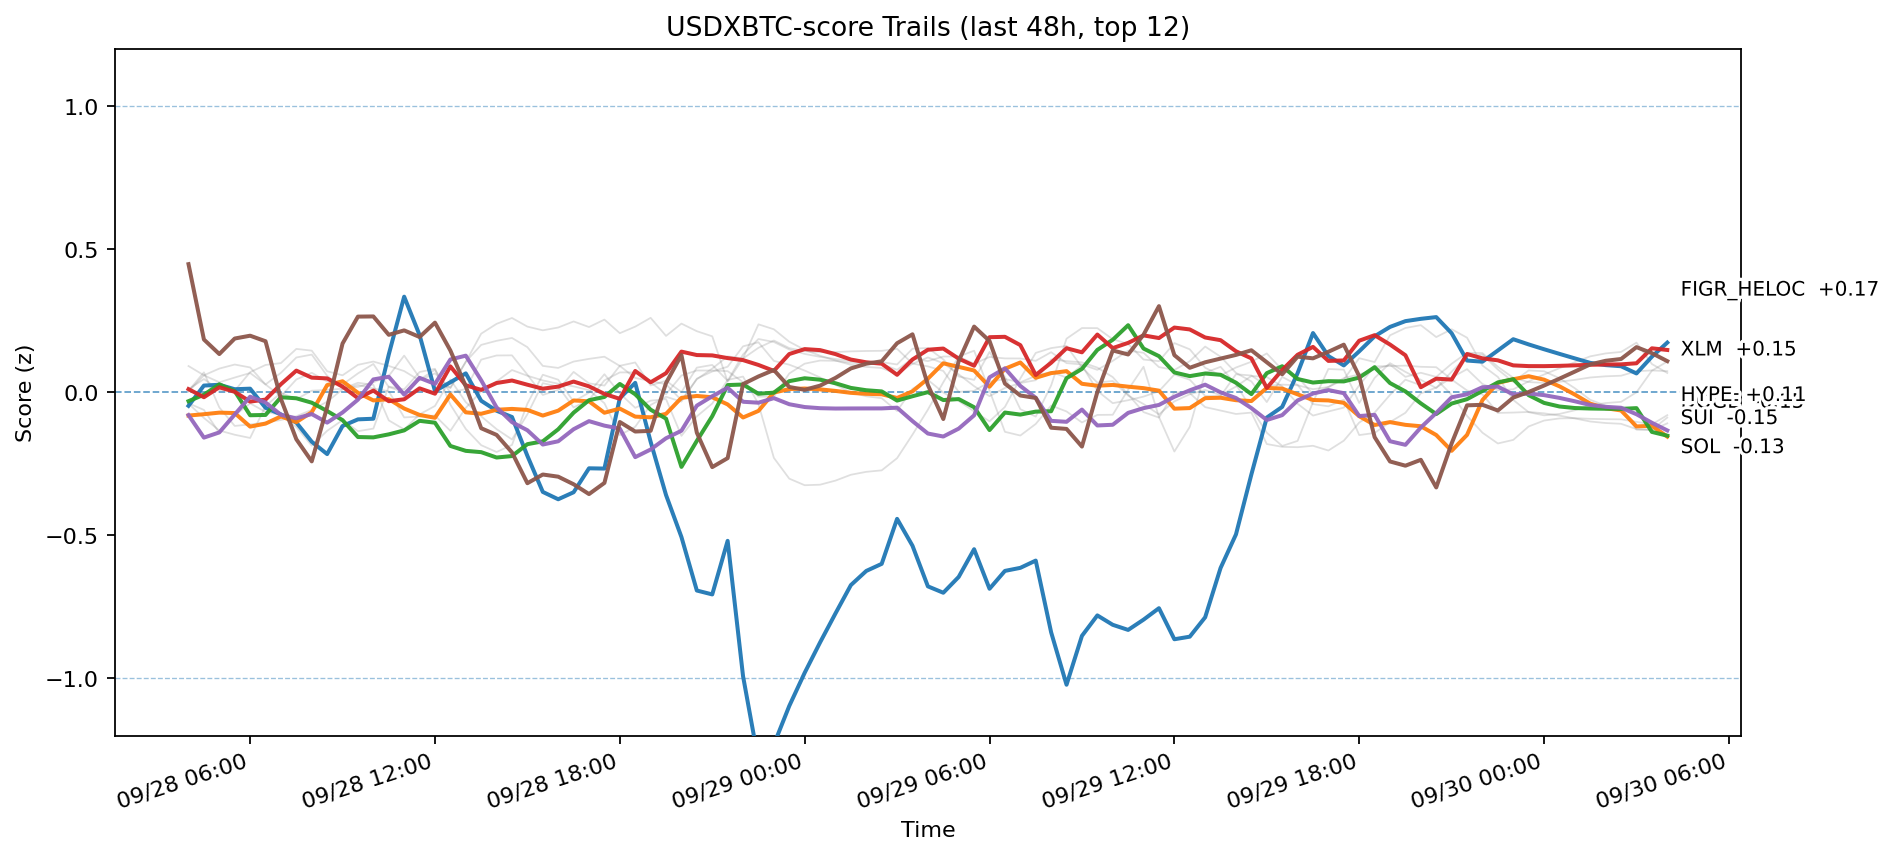 USDXBTC-score Trails (last 48h, top 12)
Score (z)
1.0
0.5
0.0
−0.5
−1.0
FIGR_HELOC +0.17
XLM +0.15
HYPE +0.11
SUI -0.15
SOL -0.13
09/28 06:00
09/28 12:00
09/28 18:00
09/29 00:00
09/29 06:00
09/29 12:00
09/29 18:00
09/30 00:00
09/30 06:00
Time